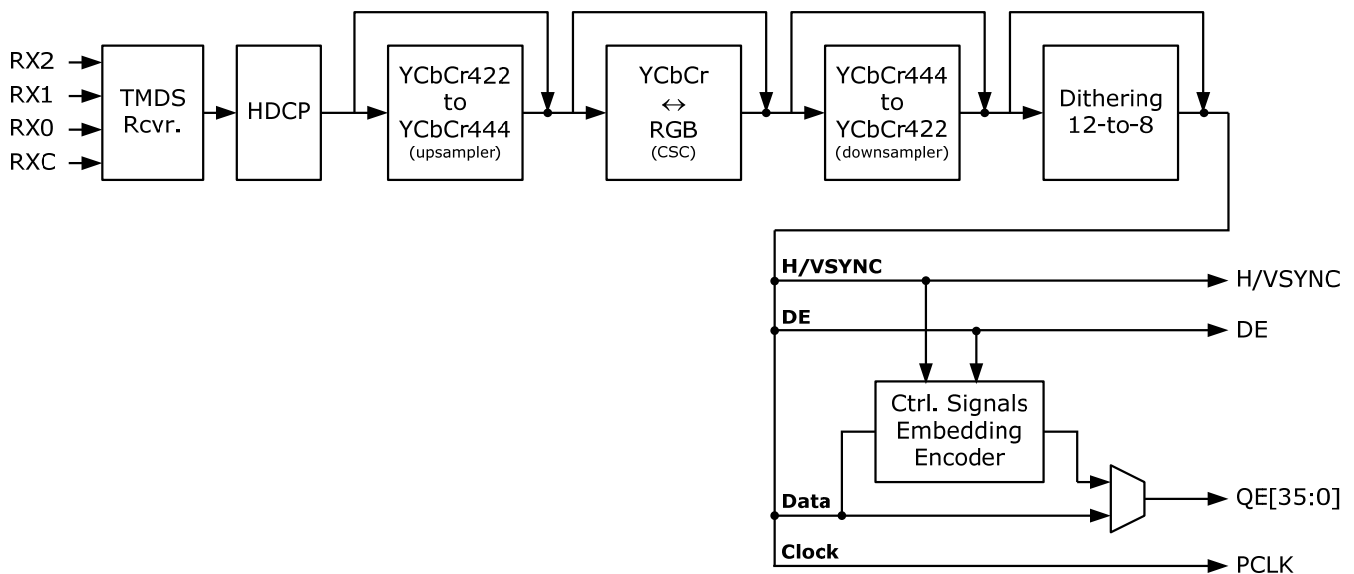 RX2
RX1
RX0
RXC
TMDS
Rcvr.
HDCP
YCbCr422
to
YCbCr444
(upsampler)
YCbCr
↔
RGB
(CSC)
YCbCr444
to
YCbCr422
(downsampler)
Dithering
12-to-8
H/VSYNC
H/VSYNC
DE
DE
Ctrl. Signals
Embedding
Encoder
Data
QE[35:0]
Clock
PCLK